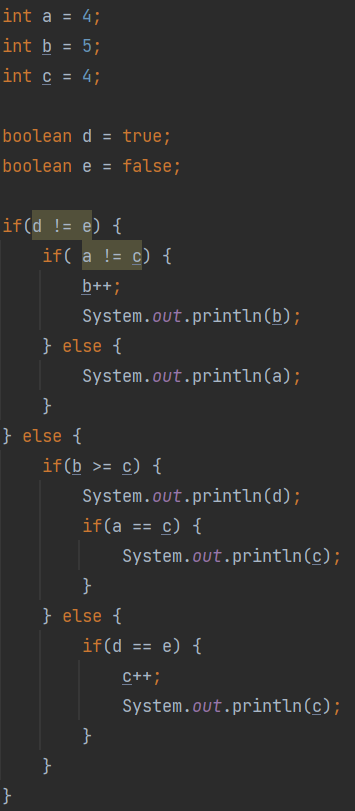 int a = 4;
int b = 5;
int c = 4;

boolean d = true;
boolean e = false;

if(d != e) {
    if( a != c) {
        b++;
        System.out.println(b);
    } else {
        System.out.println(a);
    }
} else {
    if(b >= c) {
        System.out.println(d);
        if(a == c) {
            System.out.println(c);
        }
    } else {
        if(d == e) {
            c++;
            System.out.println(c);
        }
    }
}